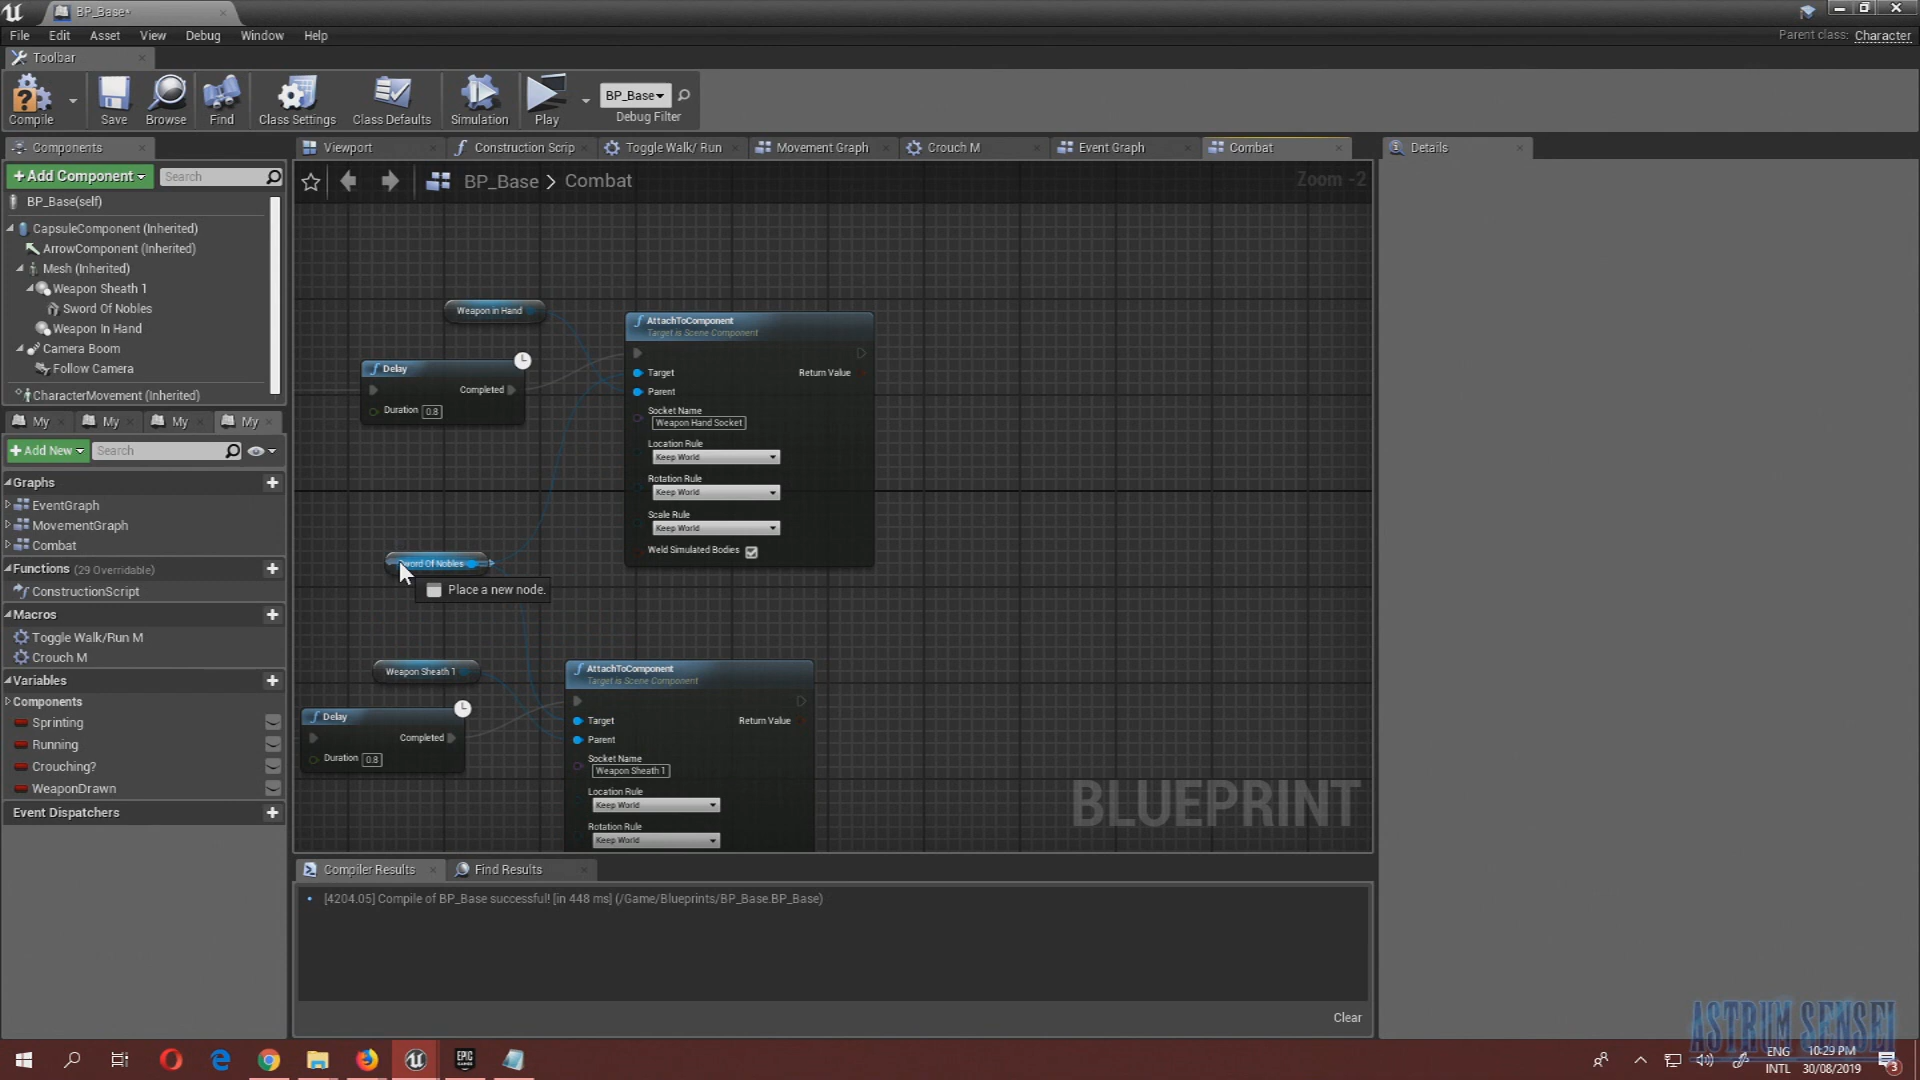 BP_Base*
File Edit Asset View Debug Window Help
Parent class: Character
Toolbar
Compile Save Browse Find Class Settings Class Defaults Simulation Play
BP_Base
Debug Filter
Components
Viewport
Construction Scrip
Toggle Walk/ Run
Movement Graph
Crouch M
Event Graph
Combat
Details
+Add Component
Search
BP_Base > Combat
Zoom -2
BP_Base(self)
CapsuleComponent (Inherited)
ArrowComponent (Inherited)
Mesh (Inherited)
Weapon Sheath 1
Sword Of Nobles
Weapon In Hand
Camera Boom
Follow Camera
CharacterMovement (Inherited)
My My My My
+Add New
Search
Graphs
EventGraph
MovementGraph
Combat
Functions (29 Overridable)
ConstructionScript
Macros
Toggle Walk/Run M
Crouch M
Variables
Components
Sprinting
Running
Crouching?
WeaponDrawn
Event Dispatchers
Weapon in Hand
Delay
Completed
Duration 0.8
AttachToComponent
Target is Scene Component
Target
Return Value
Parent
Socket Name
Weapon Hand Socket
Location Rule
Keep World
Rotation Rule
Keep World
Scale Rule
Keep World
Weld Simulated Bodies
Sword Of Nobles
Place a new node.
Weapon Sheath 1
Delay
Completed
Duration 0.8
AttachToComponent
Target is Scene Component
Target
Return Value
Parent
Socket Name
Weapon Sheath 1
Location Rule
Keep World
Rotation Rule
Keep World
BLUEPRINT
Compiler Results
Find Results
[4204.05] Compile of BP_Base successful! [in 448 ms] (/Game/Blueprints/BP_Base.BP_Base)
Clear
ASTRUM SENSEI
EPIC GAMES
ENG
INTL
10:29 PM
30/08/2019
3